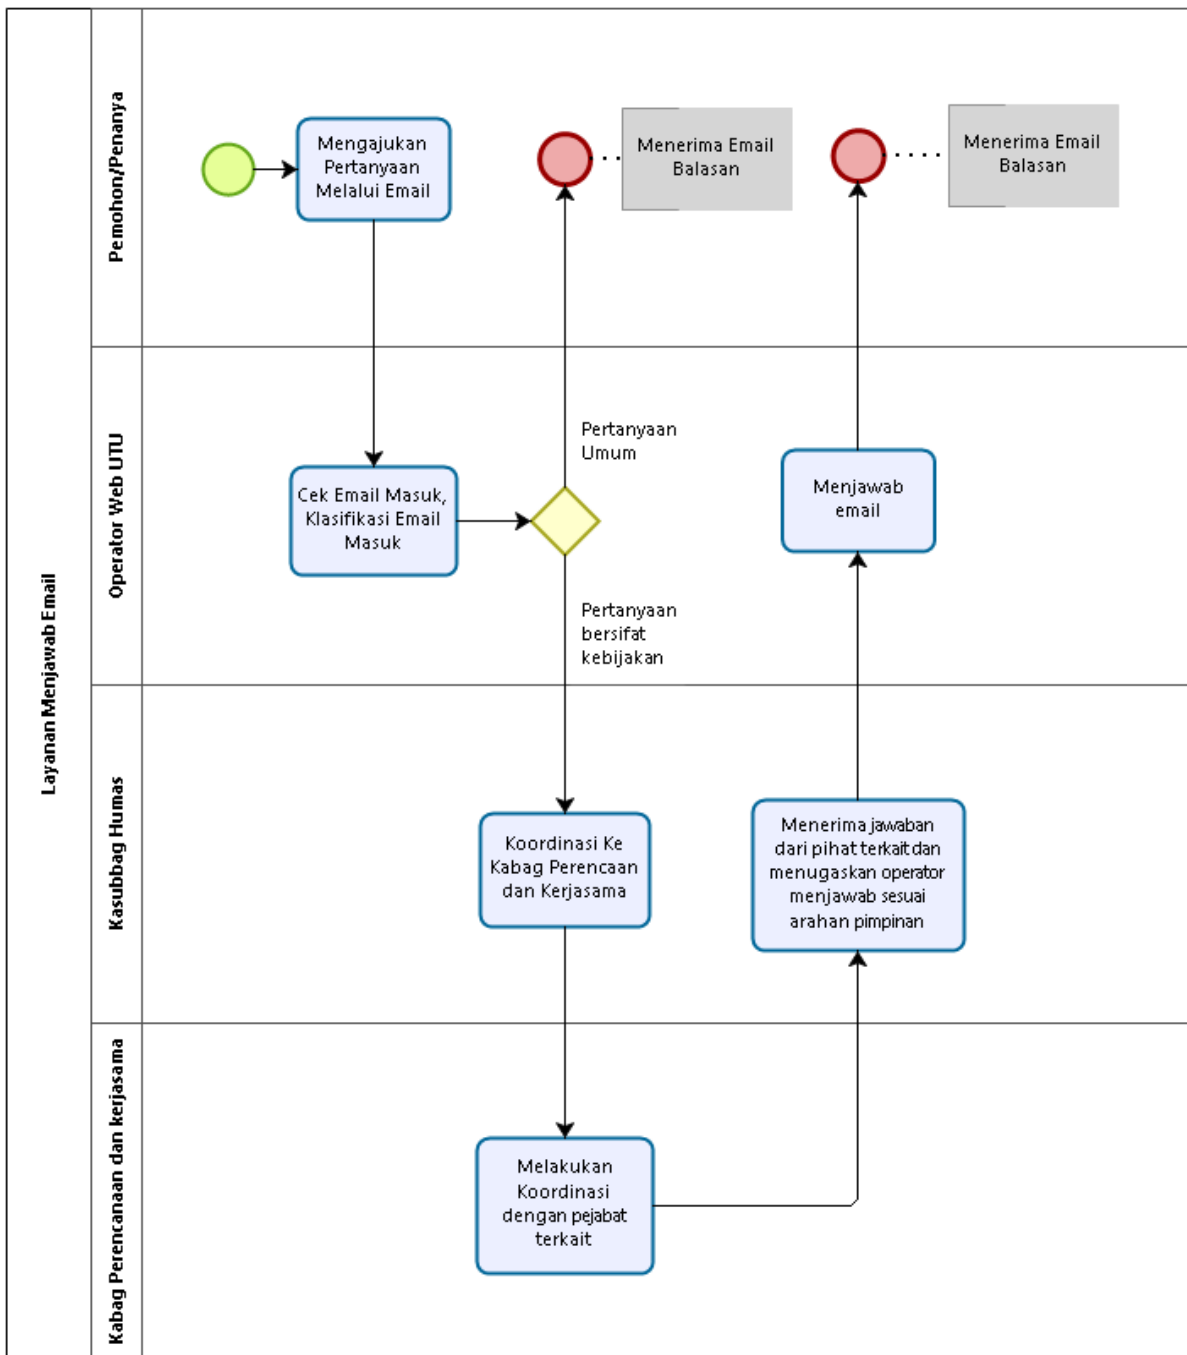 Layanan Menjawab Email
Pemohon/Penanya
Mengajukan
Pertanyaan
Melalui Email
Menerima Email
Balasan
Menerima Email
Balasan
Operator Web UTU
Cek Email Masuk,
Klasifikasi Email
Masuk
Pertanyaan
Umum
Pertanyaan
bersifat
kebijakan
Menjawab
email
Kasubbag Humas
Koordinasi Ke
Kabag Perencaan
dan Kerjasama
Menerima jawaban
dari pihat terkait dan
menugaskan operator
menjawab sesuai
arahan pimpinan
Kabag Perencanaan dan kerjasama
Melakukan
Koordinasi
dengan pejabat
terkait